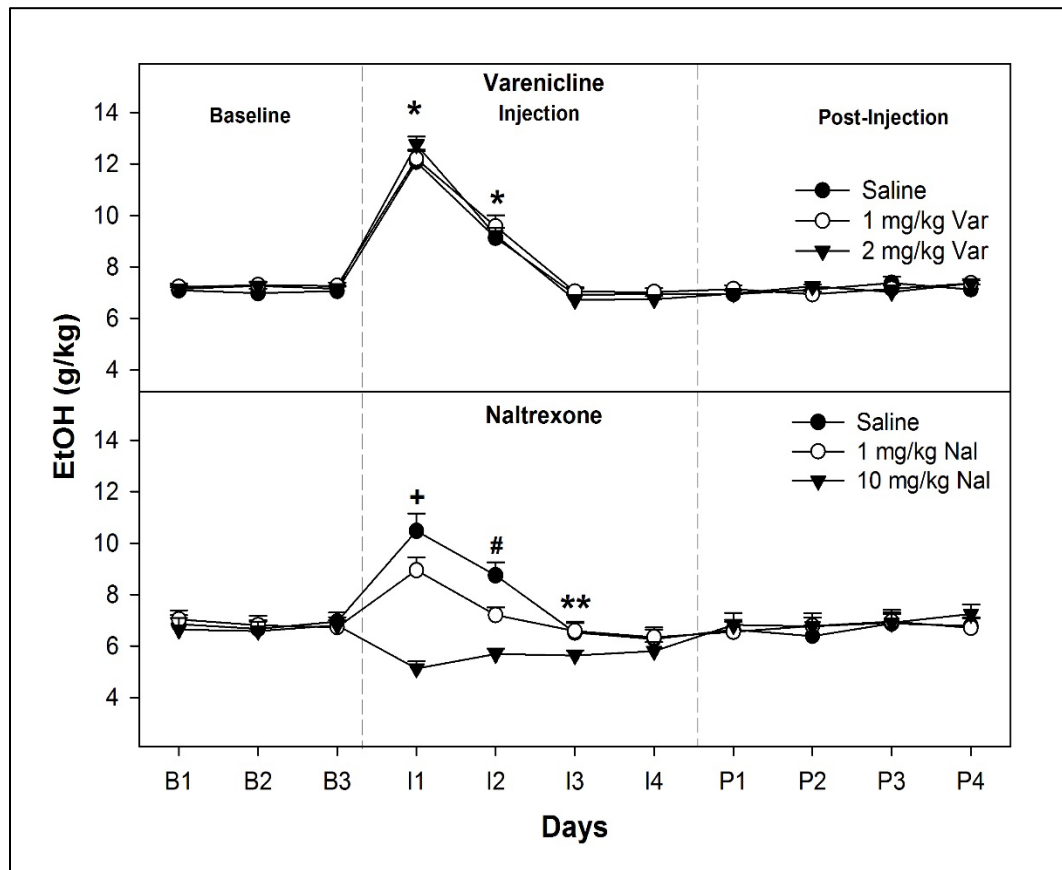 Varenicline
Baseline
Injection
Post-Injection
*
*
Saline
1 mg/kg Var
2 mg/kg Var
14
12
10
8
6
4
EtOH (g/kg)
Naltrexone
Saline
1 mg/kg Nal
10 mg/kg Nal
+
#
**
14
12
10
8
6
4
B1 B2 B3 I1 I2 I3 I4 P1 P2 P3 P4
Days